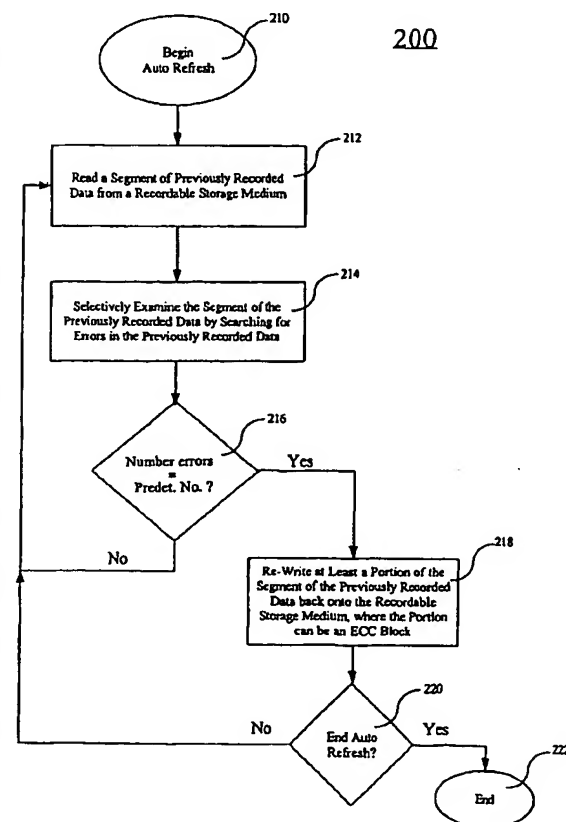 200
210
Begin
Auto Refresh
212
Read a Segment of Previously Recorded
Data from a Recordable Storage Medium
214
Selectively Examine the Segment of the
Previously Recorded Data by Searching for
Errors in the Previously Recorded Data
216
Number errors
=
Predet. No. ?
Yes
No
218
Re-Write at Least a Portion of the
Segment of the Previously Recorded
Data back onto the Recordable
Storage Medium, where the Portion
can be an ECC Block
220
End Auto
Refresh?
No
Yes
222
End